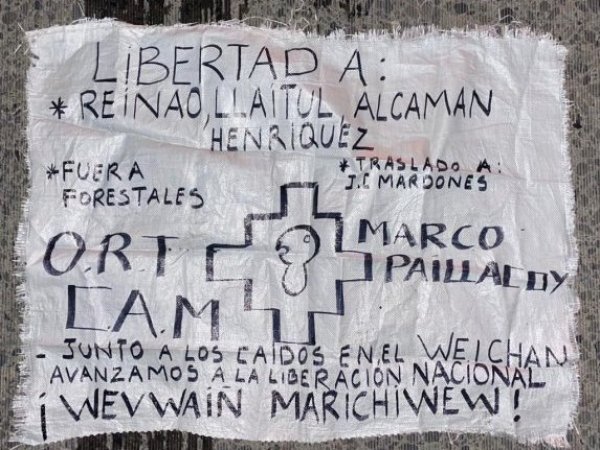 LIBERTAD A:
* REINAO, LLAITUL, ALCAMAN
HENRIQUEZ
*FUERA
FORESTALES
*TRASLADO A:
J.C MARDONES
O.R.T
MARCO
PAILLACOY
C.A.M
- JUNTO A LOS CAIDOS EN EL WEICHAN
AVANZAMOS A LA LIBERACIÓN NACIONAL
¡WEVWAIÑ MARICHIWEW!